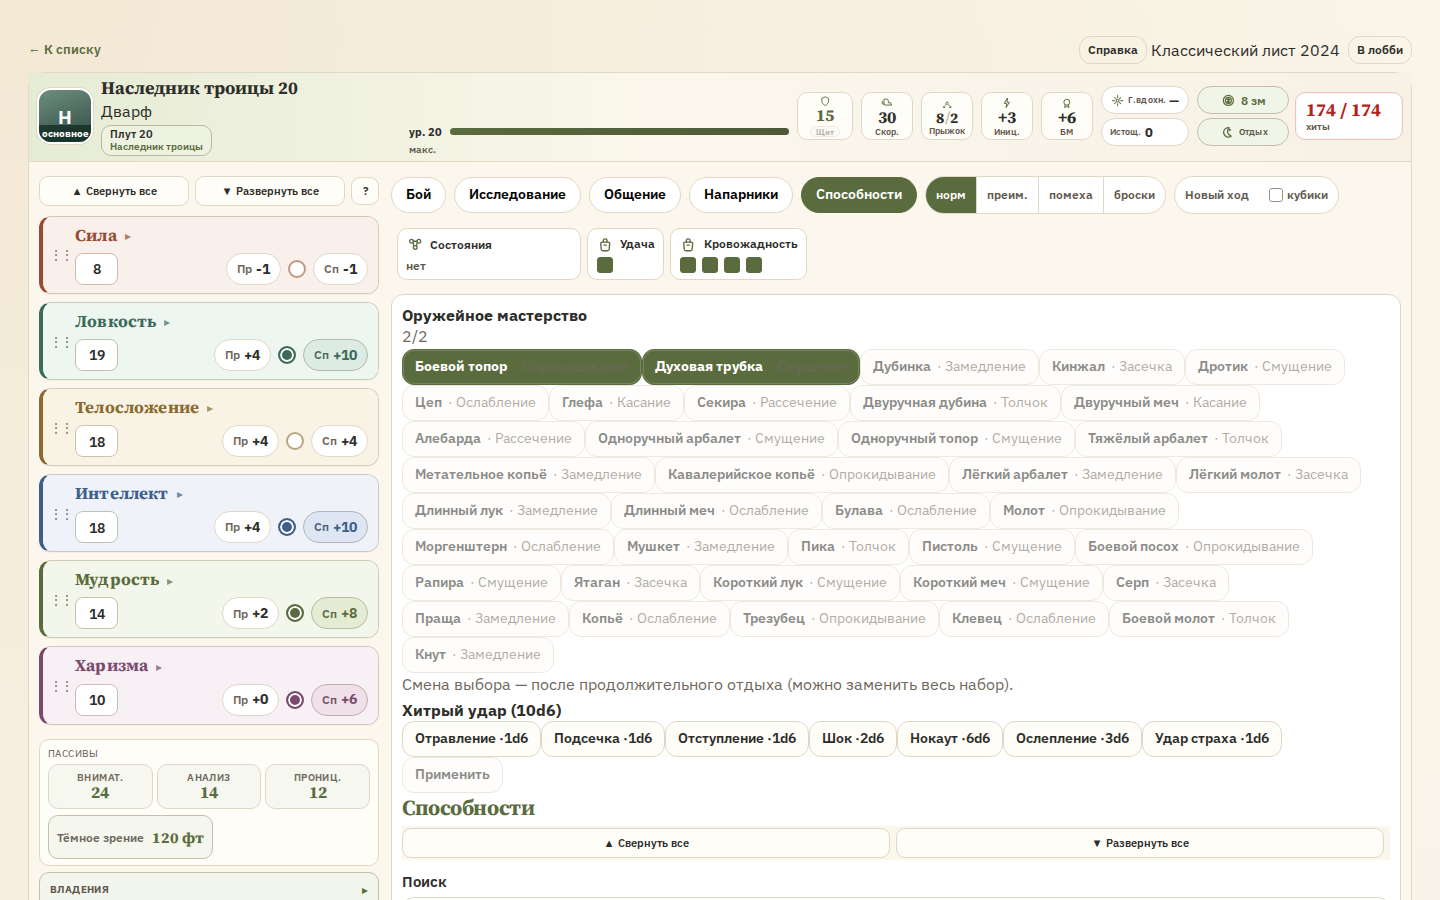 ← К списку
Справка Классический лист 2024 В лобби
Н
основное
Наследник троицы 20
Дварф
Плут 20
Наследник троицы
ур. 20
макс.
15
Щит
30
Скор.
8/2
Прыжок
+3
Иниц.
+6
БМ
Г.вдохн. —
Истощ. 0
8 зм
Отдых
174 / 174
хиты
▲ Свернуть все
▼ Развернуть все
?
Сила ▸
8
Пр -1
Сп -1
Ловкость ▸
19
Пр +4
Сп +10
Телосложение ▸
18
Пр +4
Сп +4
Интеллект ▸
18
Пр +4
Сп +10
Мудрость ▸
14
Пр +2
Сп +8
Харизма ▸
10
Пр +0
Сп +6
ПАССИВЫ
ВНИМАТ.
24
АНАЛИЗ
14
ПРОНИЦ.
12
Тёмное зрение 120 фт
ВЛАДЕНИЯ ▸
Бой Исследование Общение Напарники Способности
норм преим. помеха броски
Новый ход кубики
Состояния
нет
Удача
Кровожадность
Оружейное мастерство
2/2
Боевой топор · Опрокидывание Духовая трубка · Смущение Дубинка · Замедление Кинжал · Засечка Дротик · Смущение
Цеп · Ослабление Глефа · Касание Секира · Рассечение Двуручная дубина · Толчок Двуручный меч · Касание
Алебарда · Рассечение Одноручный арбалет · Смущение Одноручный топор · Смущение Тяжёлый арбалет · Толчок
Метательное копьё · Замедление Кавалерийское копьё · Опрокидывание Лёгкий арбалет · Замедление Лёгкий молот · Засечка
Длинный лук · Замедление Длинный меч · Ослабление Булава · Ослабление Молот · Опрокидывание
Моргенштерн · Ослабление Мушкет · Замедление Пика · Толчок Пистоль · Смущение Боевой посох · Опрокидывание
Рапира · Смущение Ятаган · Засечка Короткий лук · Смущение Короткий меч · Смущение Серп · Засечка
Праща · Замедление Копьё · Ослабление Трезубец · Опрокидывание Клевец · Ослабление Боевой молот · Толчок
Кнут · Замедление
Смена выбора — после продолжительного отдыха (можно заменить весь набор).
Хитрый удар (10d6)
Отравление ·1d6 Подсечка ·1d6 Отступление ·1d6 Шок ·2d6 Нокаут ·6d6 Ослепление ·3d6 Удар страха ·1d6
Применить
Способности
▲ Свернуть все
▼ Развернуть все
Поиск